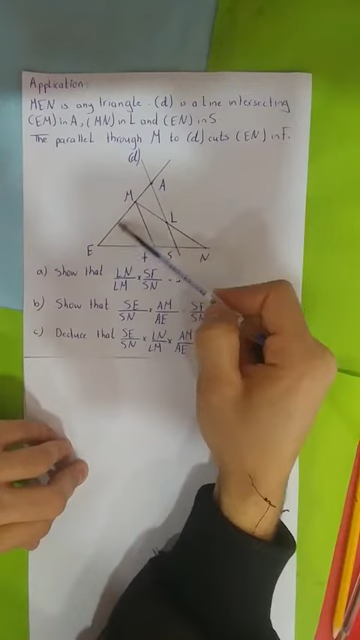 Application:
MEN is any triangle. (d) is a line intersecting
(EM) in A, (MN) in L and (EN) in S
The parallel through M to (d) cuts (EN) in F.
(d)
A
M
L
E
F
S
N
a) Show that LN/LM × SF/SN =
b) Show that SE/SN × AM/AE = SF/SN
c) Deduce that SE/SN × LN/LM × AM/AE